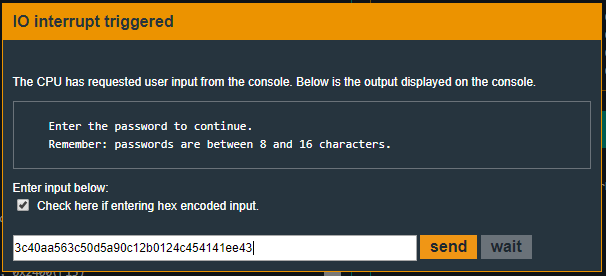 IO interrupt triggered
The CPU has requested user input from the console. Below is the output displayed on the console.
Enter the password to continue.
Remember: passwords are between 8 and 16 characters.
Enter input below:
Check here if entering hex encoded input.
3c40aa563c50d5a90c12b0124c454141ee43
send wait